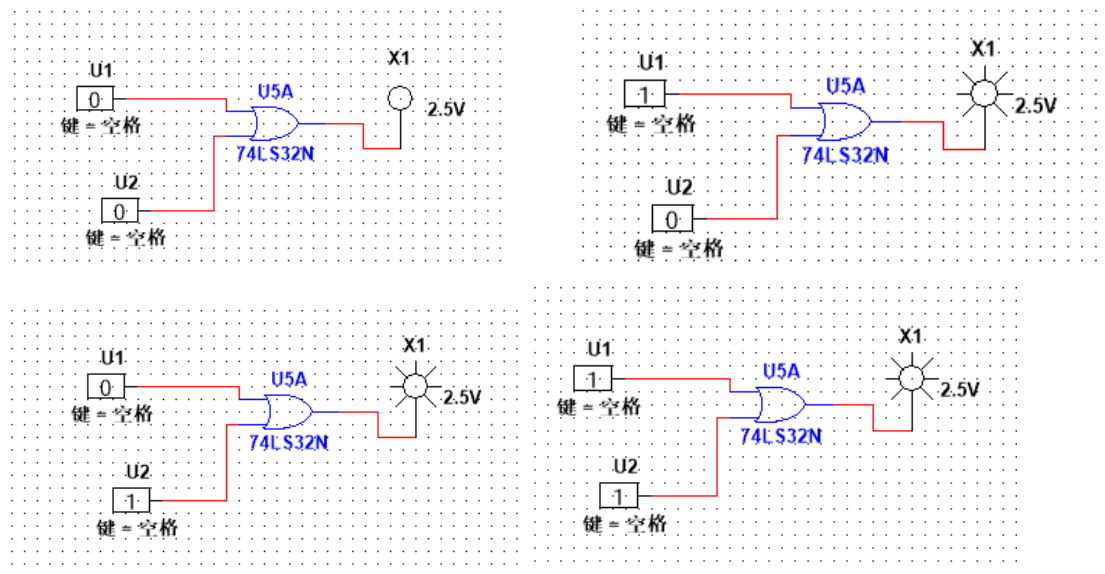 U1
0
键 = 空格
U5A
74LS32N
X1
2.5V
U2
0
键 = 空格
U1
1
键 = 空格
U5A
74LS32N
X1
2.5V
U2
0
键 = 空格
U1
0
键 = 空格
U5A
74LS32N
X1
2.5V
U2
1
键 = 空格
U1
1
键 = 空格
U5A
74LS32N
X1
2.5V
U2
1
键 = 空格